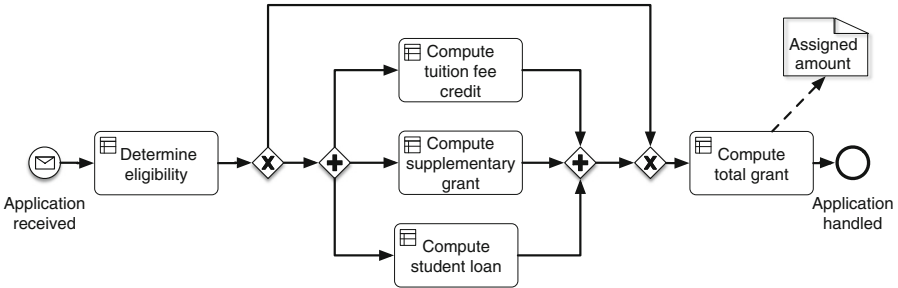 Application
received
Determine
eligibility
Compute
tuition fee
credit
Compute
supplementary
grant
Compute
student loan
Compute
total grant
Assigned
amount
Application
handled